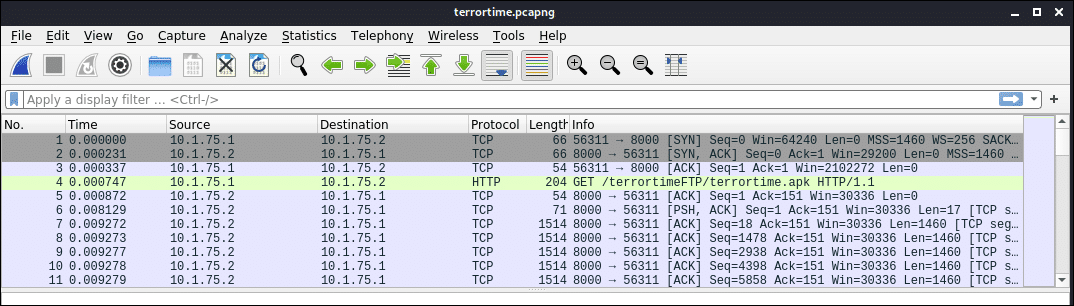 terrortime.pcapng
File Edit View Go Capture Analyze Statistics Telephony Wireless Tools Help
Apply a display filter … <Ctrl-/>
No. Time Source Destination Protocol Length Info
1 0.000000 10.1.75.1 10.1.75.2 TCP 66 56311 → 8000 [SYN] Seq=0 Win=64240 Len=0 MSS=1460 WS=256 SACK…
2 0.000231 10.1.75.2 10.1.75.1 TCP 66 8000 → 56311 [SYN, ACK] Seq=0 Ack=1 Win=29200 Len=0 MSS=1460 …
3 0.000337 10.1.75.1 10.1.75.2 TCP 54 56311 → 8000 [ACK] Seq=1 Ack=1 Win=2102272 Len=0
4 0.000747 10.1.75.1 10.1.75.2 HTTP 204 GET /terrortimeFTP/terrortime.apk HTTP/1.1
5 0.000872 10.1.75.2 10.1.75.1 TCP 54 8000 → 56311 [ACK] Seq=1 Ack=151 Win=30336 Len=0
6 0.008129 10.1.75.2 10.1.75.1 TCP 71 8000 → 56311 [PSH, ACK] Seq=1 Ack=151 Win=30336 Len=17 [TCP s…
7 0.009272 10.1.75.2 10.1.75.1 TCP 1514 8000 → 56311 [ACK] Seq=18 Ack=151 Win=30336 Len=1460 [TCP seg…
8 0.009273 10.1.75.2 10.1.75.1 TCP 1514 8000 → 56311 [ACK] Seq=1478 Ack=151 Win=30336 Len=1460 [TCP s…
9 0.009277 10.1.75.2 10.1.75.1 TCP 1514 8000 → 56311 [ACK] Seq=2938 Ack=151 Win=30336 Len=1460 [TCP s…
10 0.009278 10.1.75.2 10.1.75.1 TCP 1514 8000 → 56311 [ACK] Seq=4398 Ack=151 Win=30336 Len=1460 [TCP s…
11 0.009279 10.1.75.2 10.1.75.1 TCP 1514 8000 → 56311 [ACK] Seq=5858 Ack=151 Win=30336 Len=1460 [TCP s…